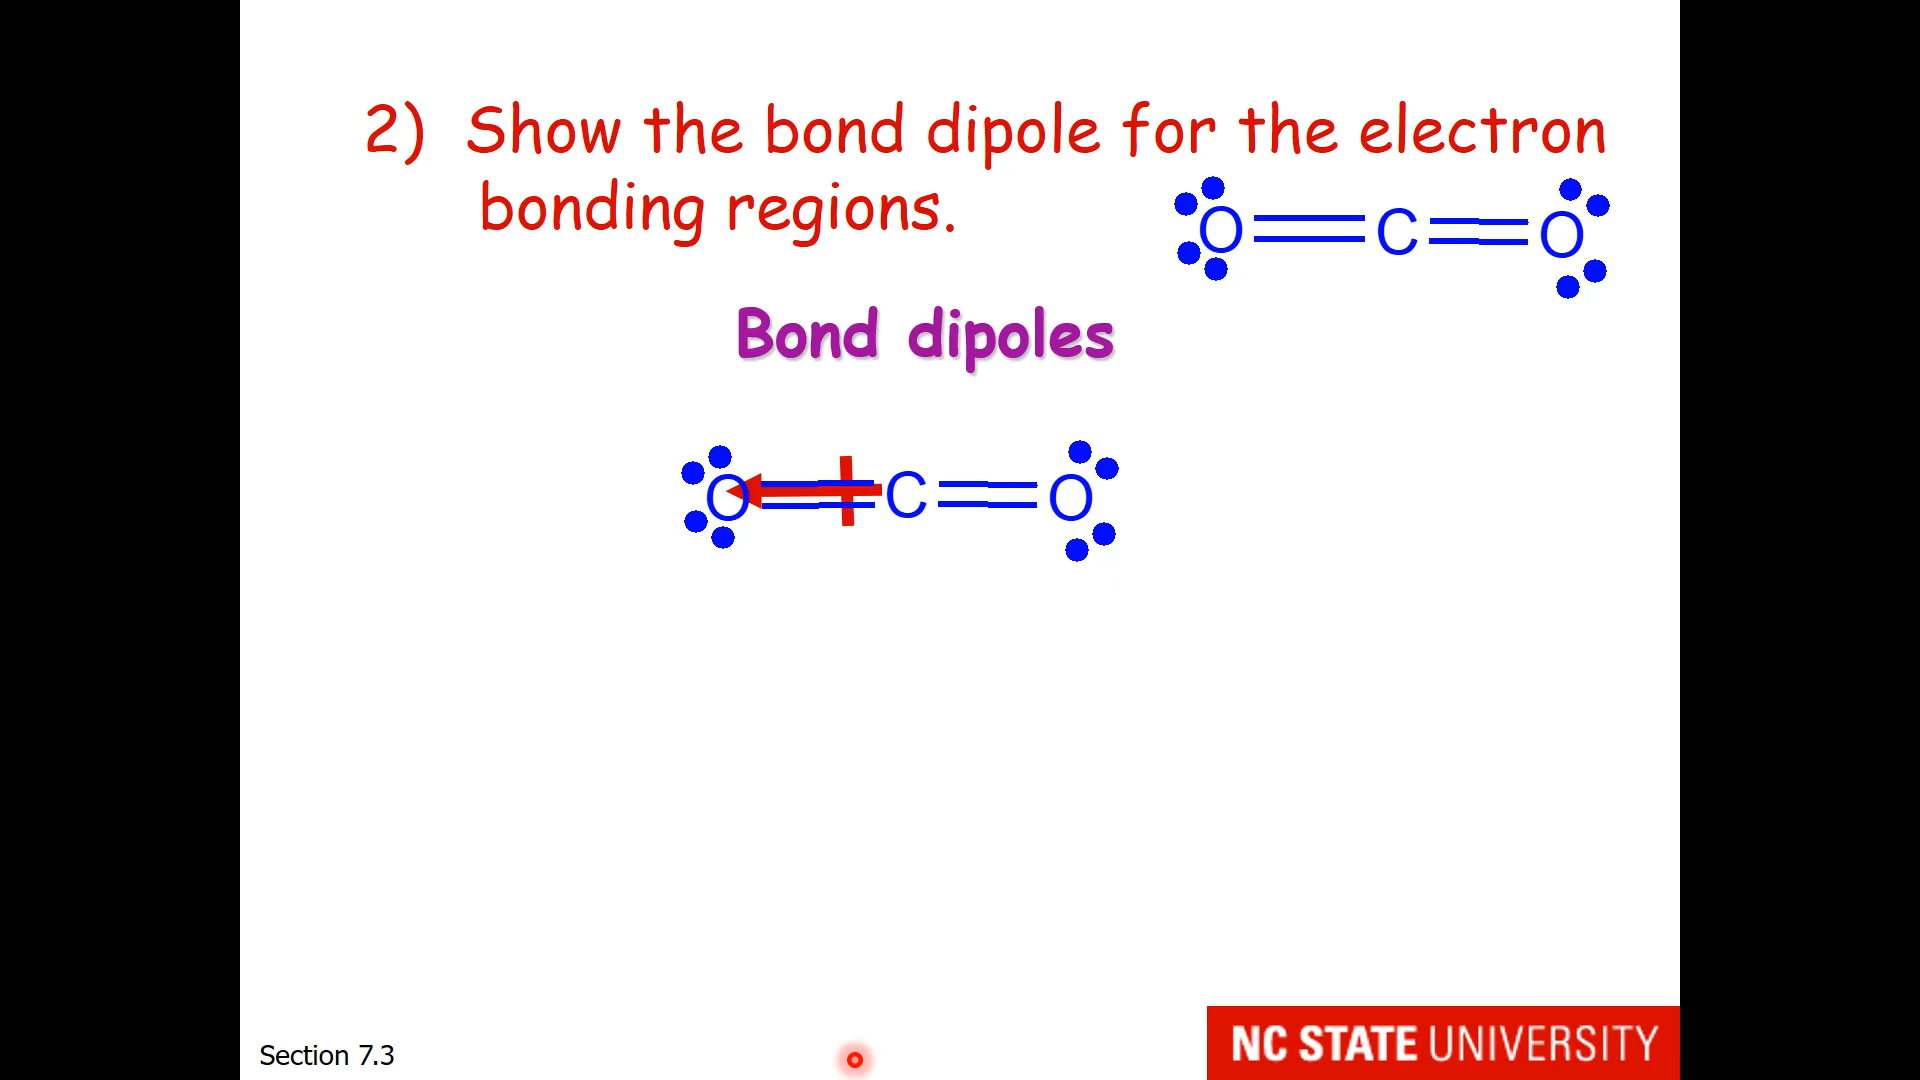 2) Show the bond dipole for the electron
bonding regions.
O C O
Bond dipoles
O C O
Section 7.3
NC STATE UNIVERSITY